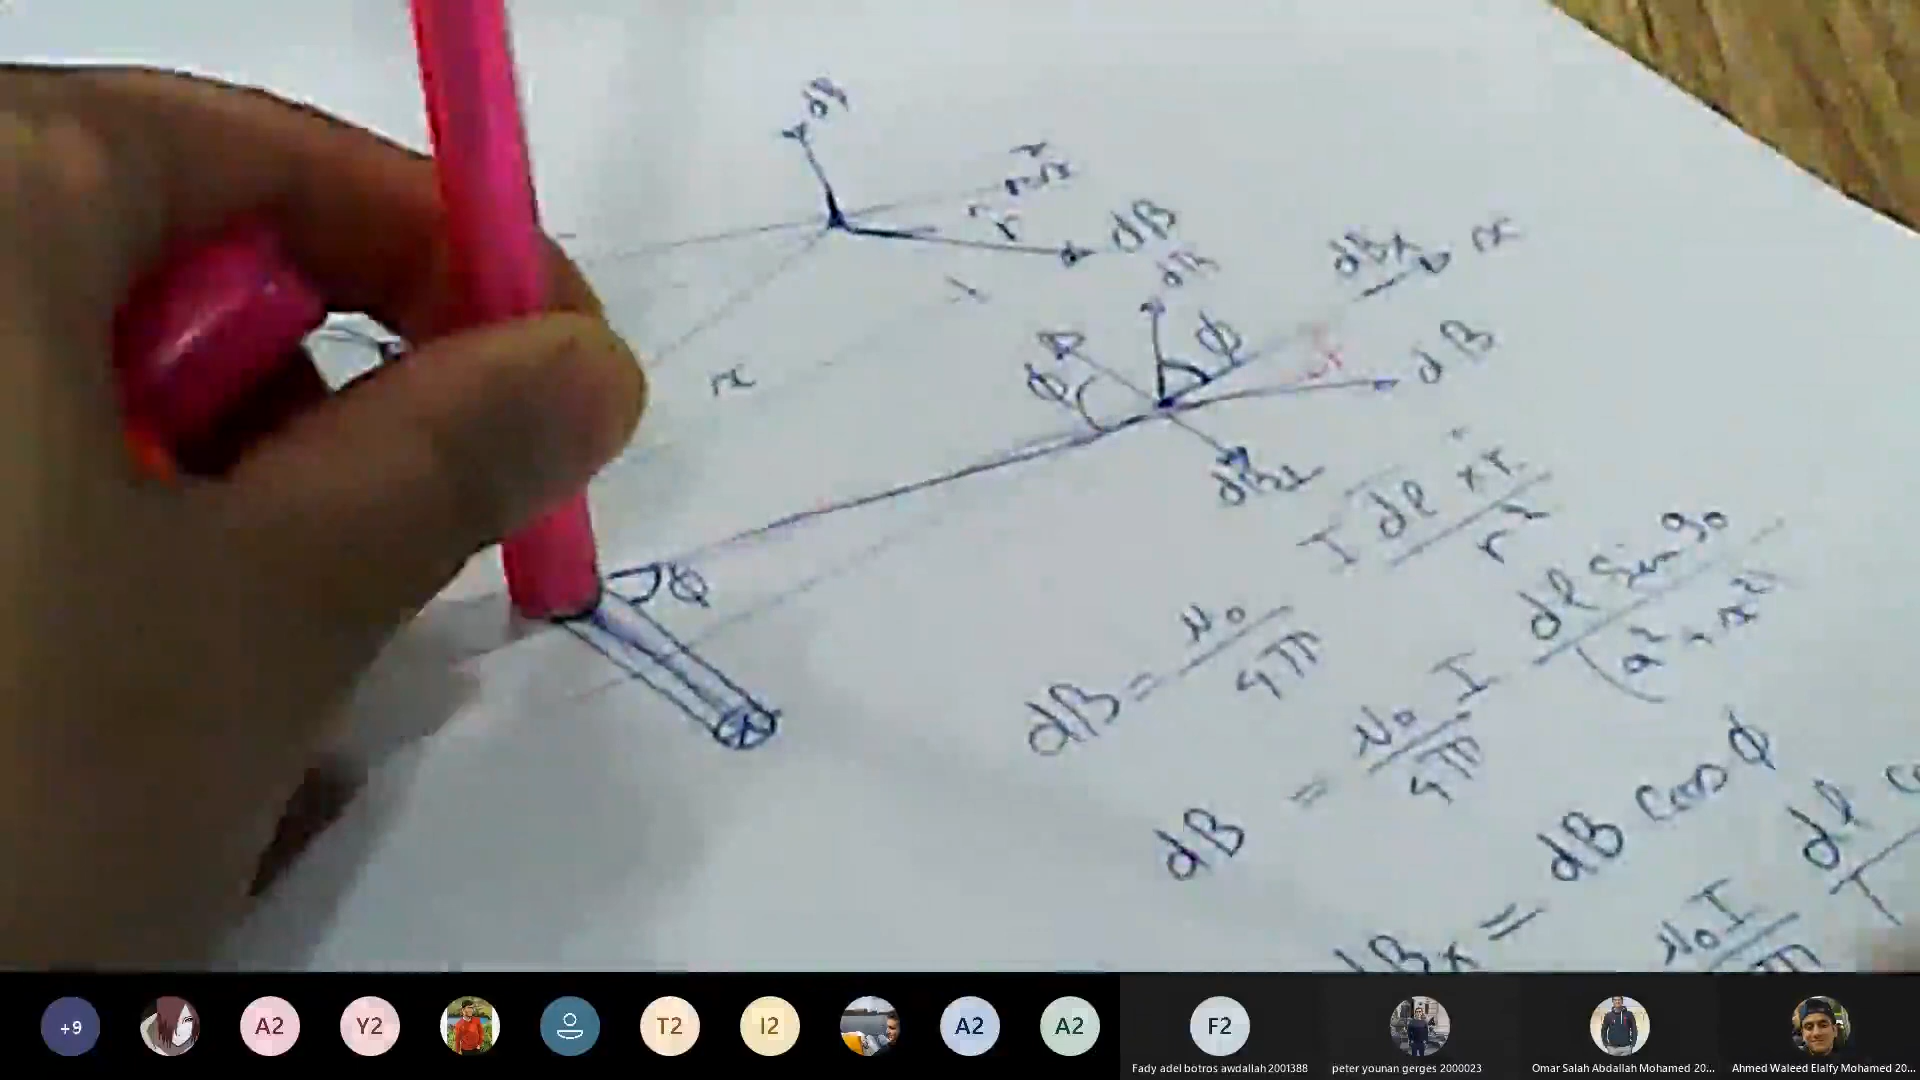 dB
x
r
dB
dB
dBx
x
Φ
dB
Φ
x
dB⊥
Φ
dB = μ₀/4π I dl × r̂/r²
dB = μ₀/4π I dl Sin 90/(a² + x²)
dBx = dB Cos Φ
μ₀ I dl
+9
A2
Y2
T2
I2
A2
A2
F2
Fady adel botros awdallah 2001388
peter younan gerges 2000023
Omar Salah Abdallah Mohamed 20...
Ahmed Waleed Elalfy Mohamed 20...